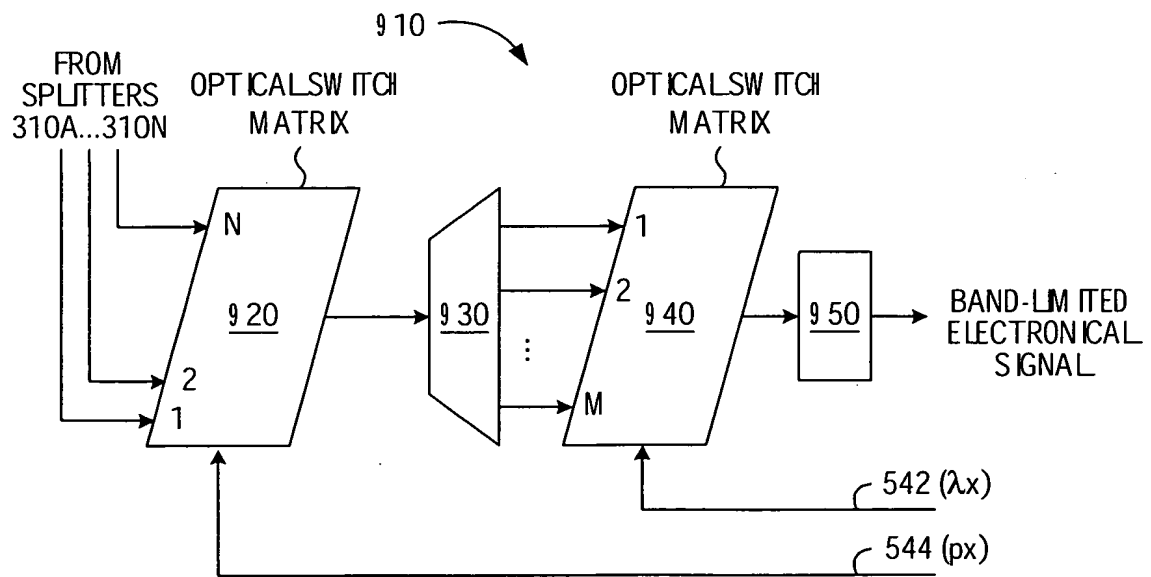 910
FROM
SPLITTERS
310A...310N
OPTICAL SWITCH
MATRIX
OPTICAL SWITCH
MATRIX
N
920
2
1
930
1
2
⋮
M
940
950
BAND-LIMITED
ELECTRONICAL
SIGNAL
542 (λx)
544 (px)